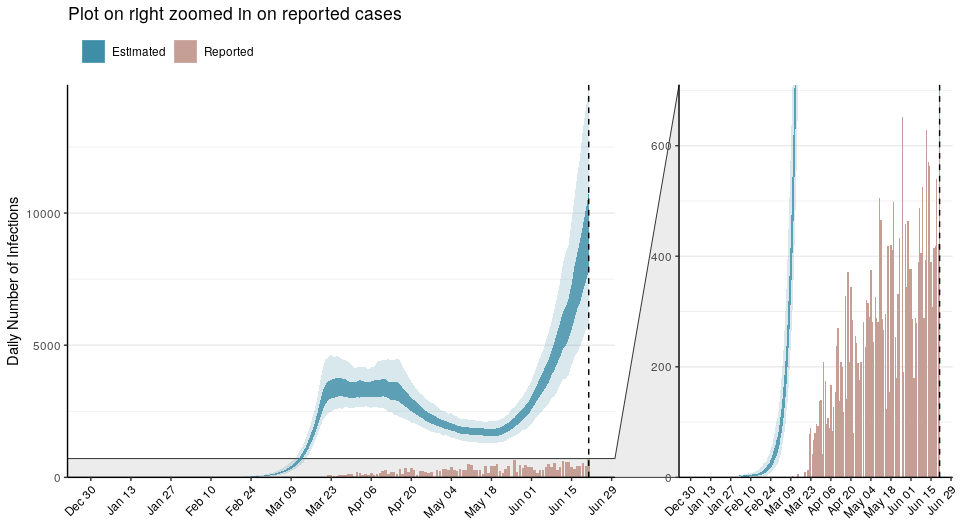 Plot on right zoomed in on reported cases
Estimated Reported
Daily Number of Infections
10000
5000
0
Dec 30 Jan 13 Jan 27 Feb 10 Feb 24 Mar 09 Mar 23 Apr 06 Apr 20 May 04 May 18 Jun 01 Jun 15 Jun 29
600
400
200
0
Dec 30 Jan 13 Jan 27 Feb 10 Feb 24 Mar 09 Mar 23 Apr 06 Apr 20 May 04 May 18 Jun 01 Jun 15 Jun 29